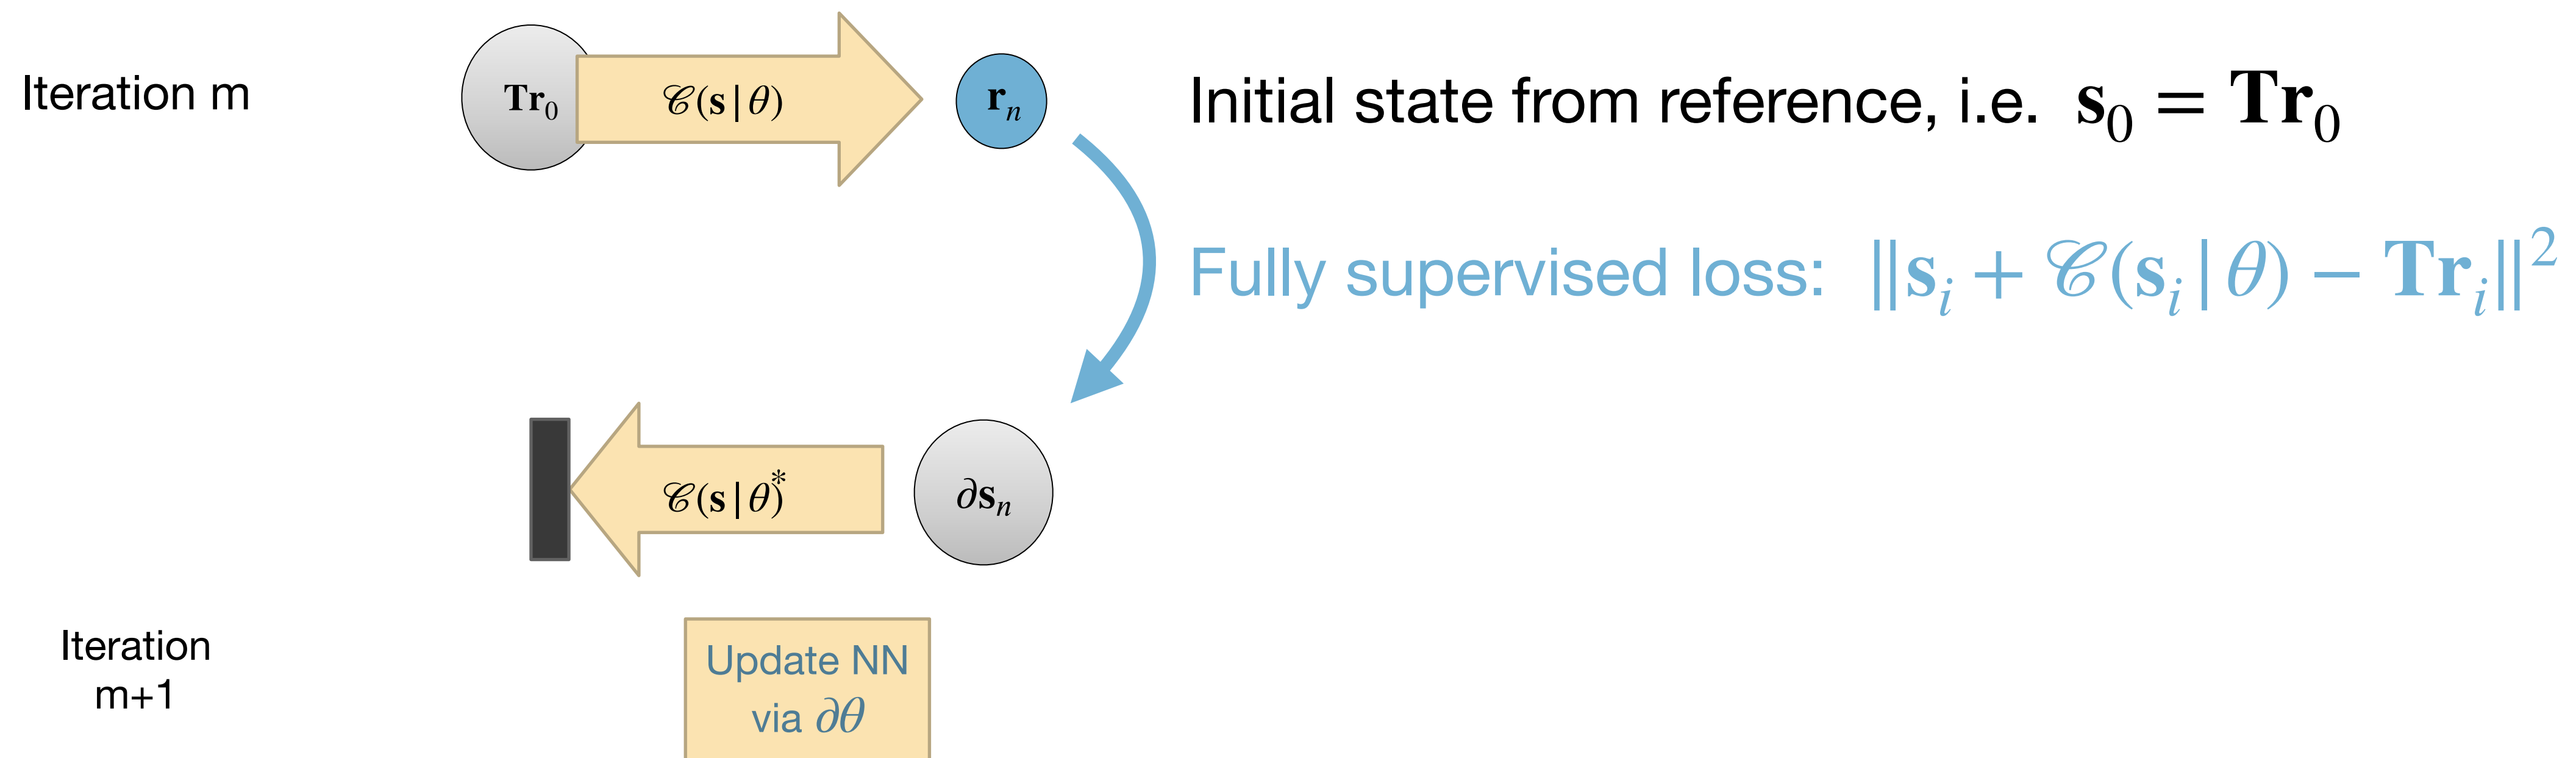 Iteration m
𝐓𝐫₀
𝒞(𝐬 | θ)
𝐫ₙ
Initial state from reference, i.e. 𝐬₀ = 𝐓𝐫₀
Fully supervised loss: ‖𝐬ᵢ + 𝒞(𝐬ᵢ | θ) − 𝐓𝐫ᵢ‖²
𝒞(𝐬 | θ)*
∂𝐬ₙ
Iteration
m+1
Update NN
via ∂θ